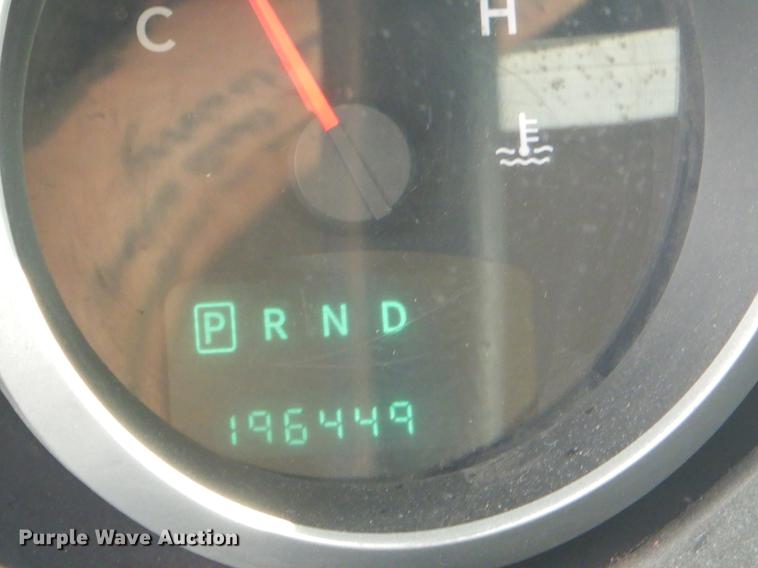 C H
P R N D
196449
Purple Wave Auction